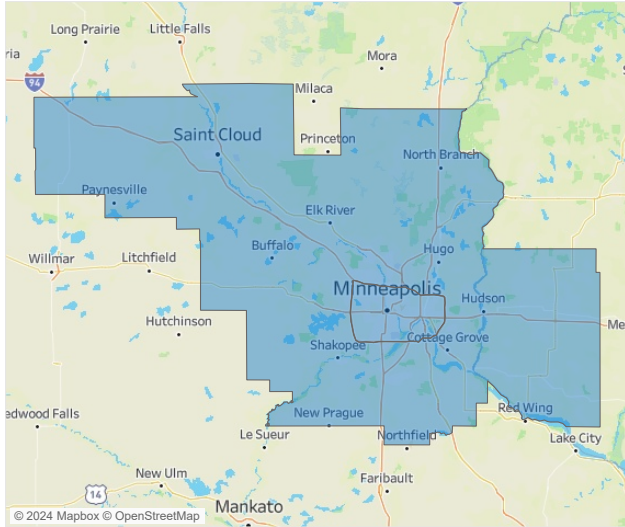 Long Prairie
Little Falls
ria
Mora
94
Milaca
Saint Cloud
Princeton
North Branch
Paynesville
Elk River
Buffalo
Hugo
Willmar
Litchfield
Minneapolis
Hudson
Hutchinson
Me
Shakopee
Cottage Grove
edwood Falls
New Prague
Red Wing
Le Sueur
Northfield
Lake City
New Ulm
Faribault
14
Mankato
© 2024 Mapbox © OpenStreetMap